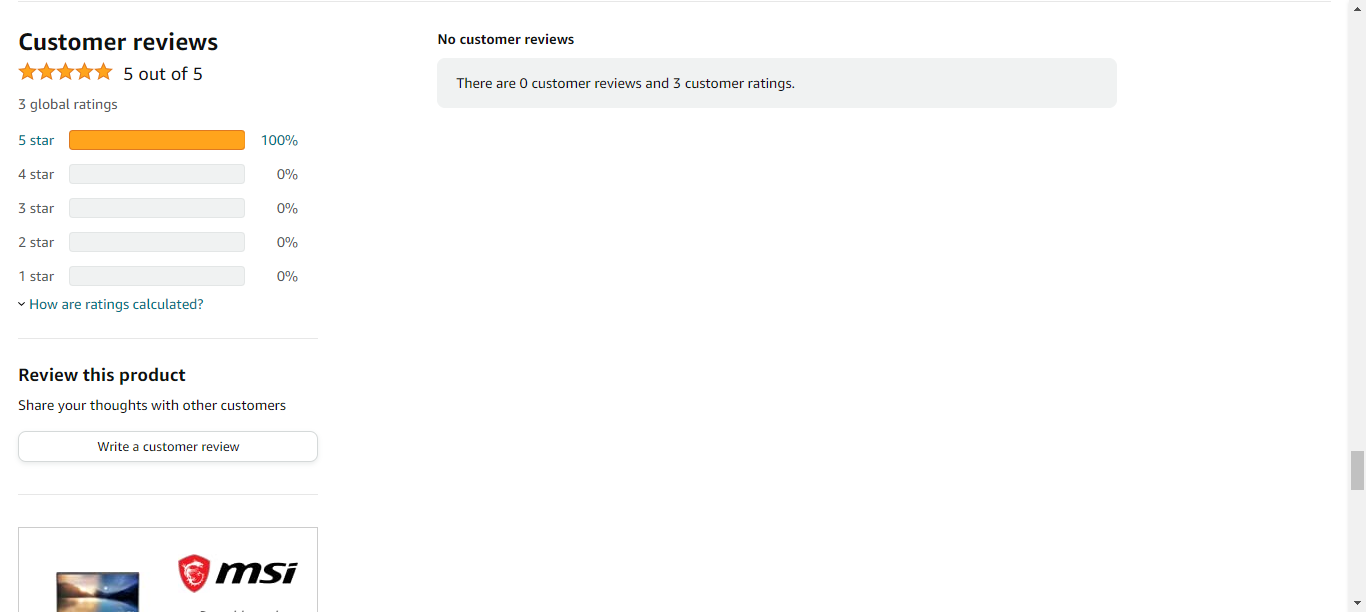 Customer reviews
5 out of 5
3 global ratings
5 star 100%
4 star 0%
3 star 0%
2 star 0%
1 star 0%
How are ratings calculated?
Review this product
Share your thoughts with other customers
Write a customer review
msi
No customer reviews
There are 0 customer reviews and 3 customer ratings.